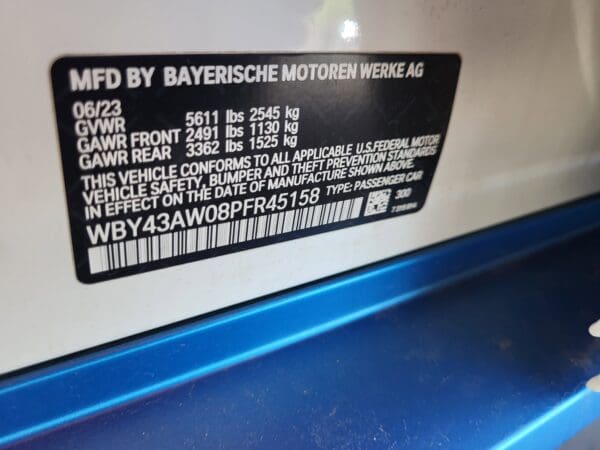 MFD BY BAYERISCHE MOTOREN WERKE AG
06/23
GVWR 5611 lbs 2545 kg
GAWR FRONT 2491 lbs 1130 kg
GAWR REAR 3362 lbs 1525 kg
THIS VEHICLE CONFORMS TO ALL APPLICABLE U.S.FEDERAL MOTOR
VEHICLE SAFETY, BUMPER, AND THEFT PREVENTION STANDARDS
IN EFFECT ON THE DATE OF MANUFACTURE SHOWN ABOVE.
WBY43AW08PFR45158 TYPE: PASSENGER CAR
300